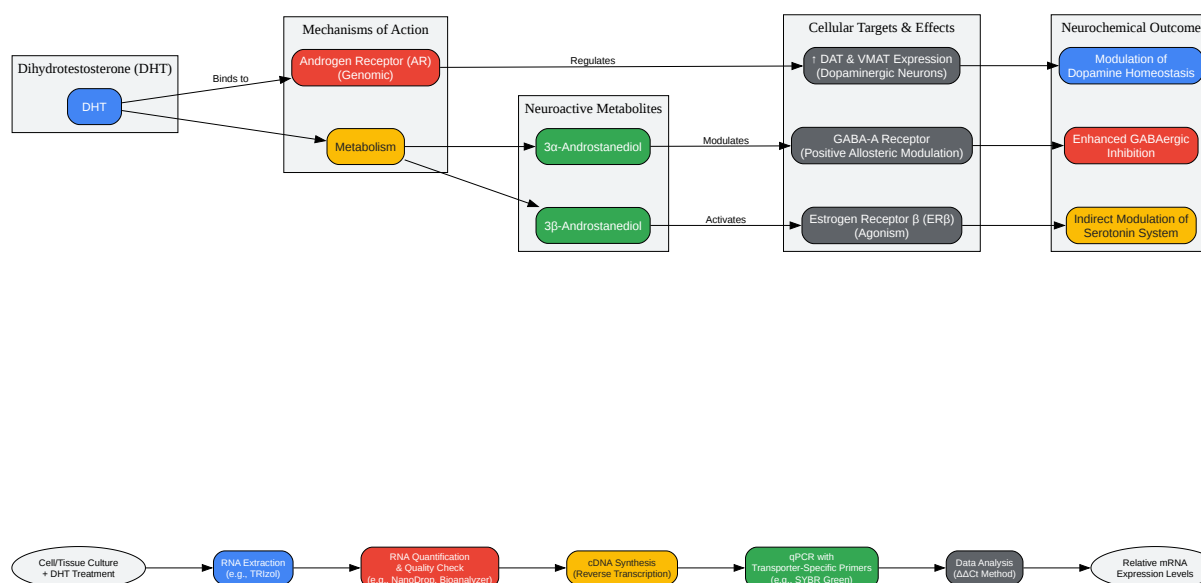 Dihydrotestosterone (DHT)
DHT
Binds to
Mechanisms of Action
Androgen Receptor (AR)
(Genomic)
Metabolism
Neuroactive Metabolites
3α-Androstanediol
3β-Androstanediol
Regulates
Modulates
Activates
Cellular Targets & Effects
↑ DAT & VMAT Expression
(Dopaminergic Neurons)
GABA-A Receptor
(Positive Allosteric Modulation)
Estrogen Receptor β (ERβ)
(Agonism)
Neurochemical Outcome
Modulation of
Dopamine Homeostasis
Enhanced GABAergic
Inhibition
Indirect Modulation of
Serotonin System
Cell/Tissue Culture
+ DHT Treatment
RNA Extraction
(e.g., TRIzol)
RNA Quantification
& Quality Check
(e.g., NanoDrop, Bioanalyzer)
cDNA Synthesis
(Reverse Transcription)
qPCR with
Transporter-Specific Primers
(e.g., SYBR Green)
Data Analysis
(ΔΔCt Method)
Relative mRNA
Expression Levels